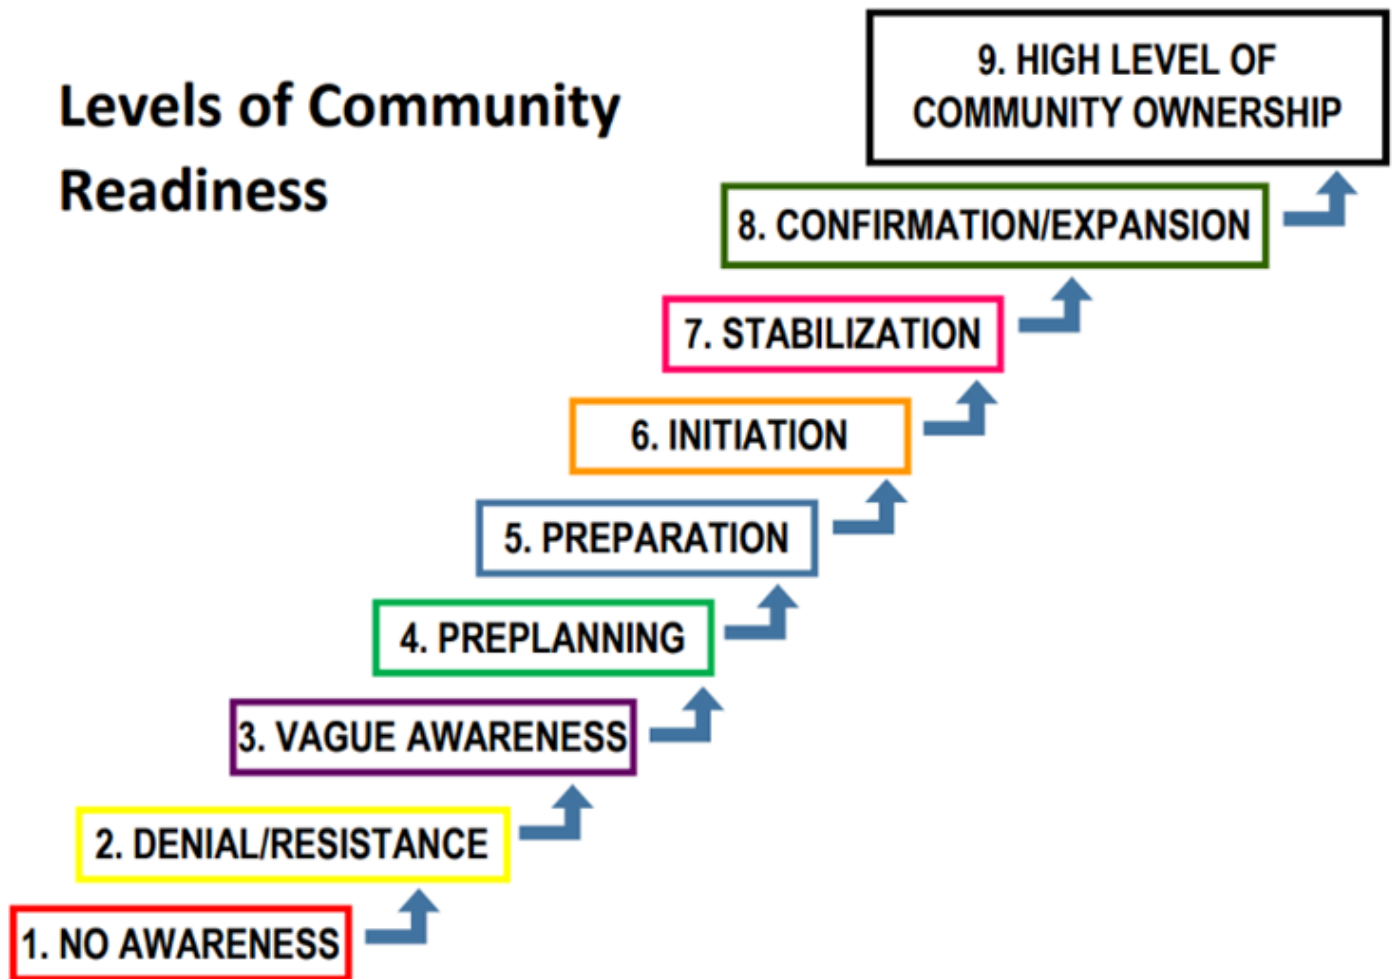 Levels of Community
Readiness
9. HIGH LEVEL OF
COMMUNITY OWNERSHIP
8. CONFIRMATION/EXPANSION
7. STABILIZATION
6. INITIATION
5. PREPARATION
4. PREPLANNING
3. VAGUE AWARENESS
2. DENIAL/RESISTANCE
1. NO AWARENESS